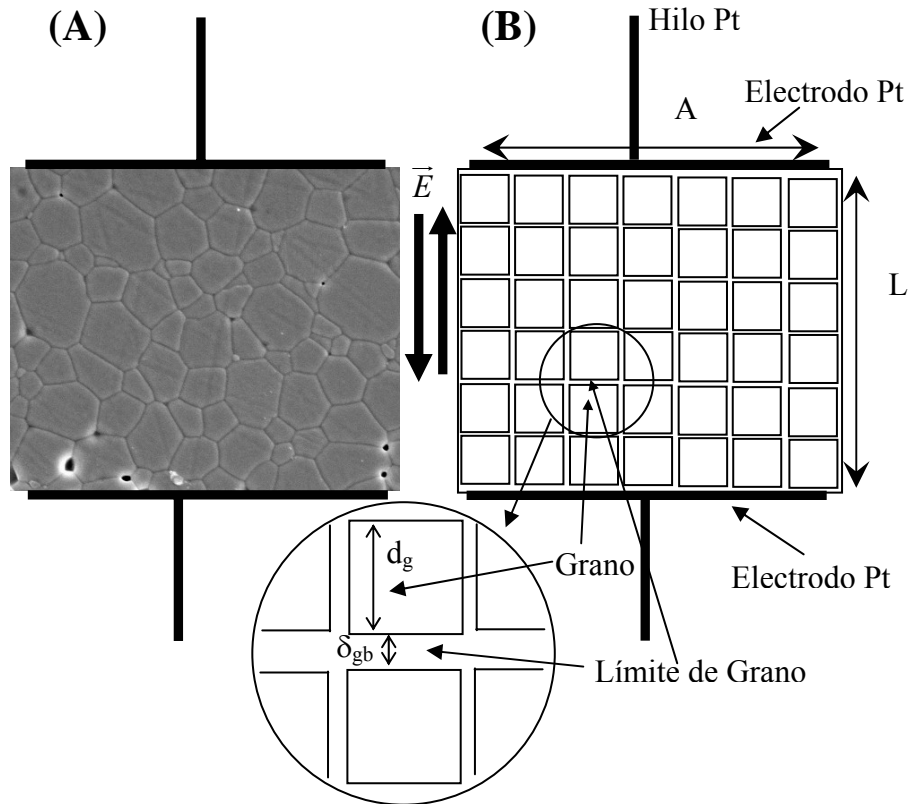 (A)
(B)
Hilo Pt
Electrodo Pt
A
E
L
d_g
Grano
Electrodo Pt
δ_gb
Límite de Grano